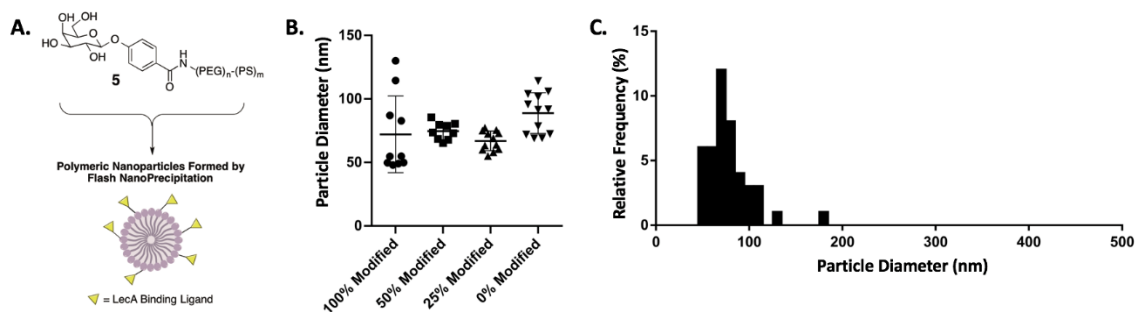 A.
HO
OH
HO
O
OH
O
H
N
(PEG)n-(PS)m
O
5
Polymeric Nanoparticles Formed by
Flash NanoPrecipitation
= LecA Binding Ligand
B.
Particle Diameter (nm)
150
100
50
0
100% Modified
50% Modified
25% Modified
0% Modified
C.
Relative Frequency (%)
15
10
5
0
0
100
200
300
400
500
Particle Diameter (nm)